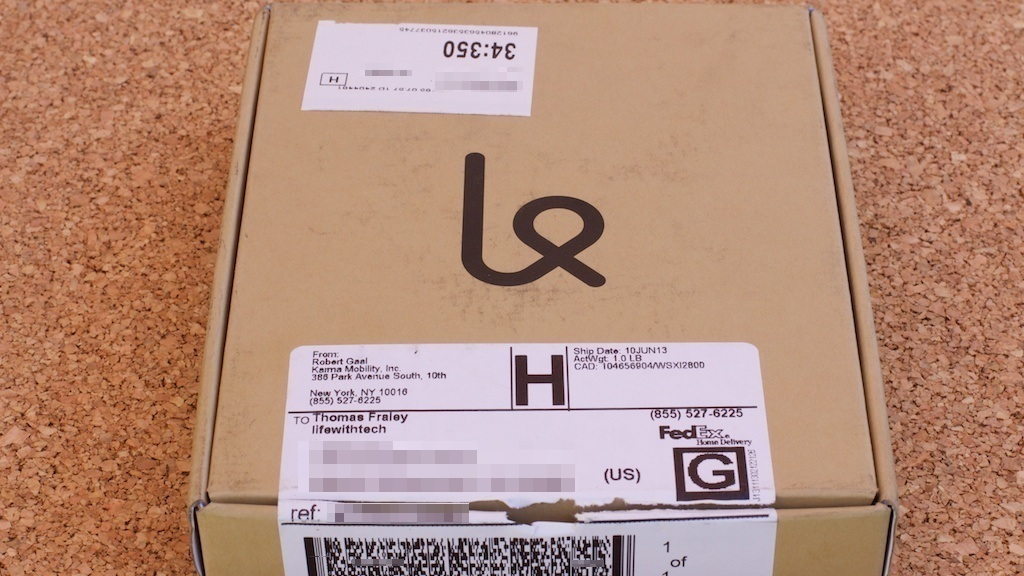 34:350
H
From:
Robert Gaal
Karma Mobility, Inc.
386 Park Avenue South, 10th
New York, NY 10016
(855) 527-6225
H
Ship Date: 10JUN13
ActWgt: 1.0 LB
CAD: 104656904/WSXI2800
TO Thomas Fraley
lifewithtech
(855) 527-6225
FedEx
Home Delivery
(US)
G
ref:
1
of